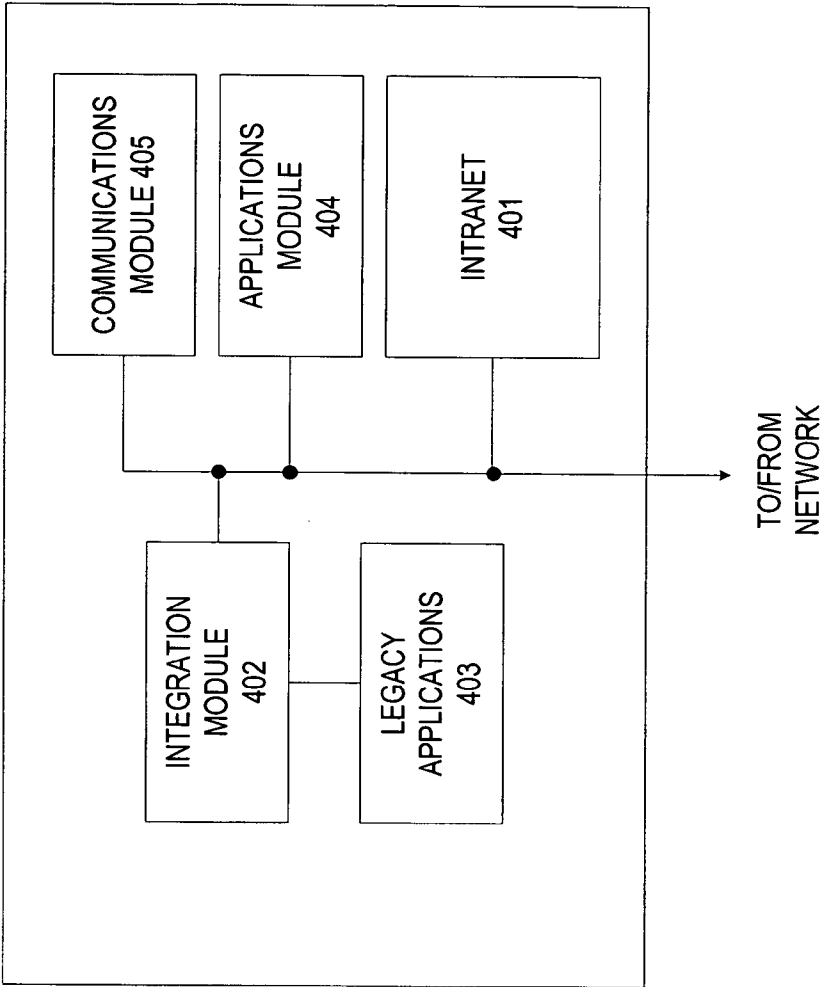 COMMUNICATIONS
MODULE 405
APPLICATIONS
MODULE
404
INTRANET
401
INTEGRATION
MODULE
402
LEGACY
APPLICATIONS
403
TO/FROM
NETWORK